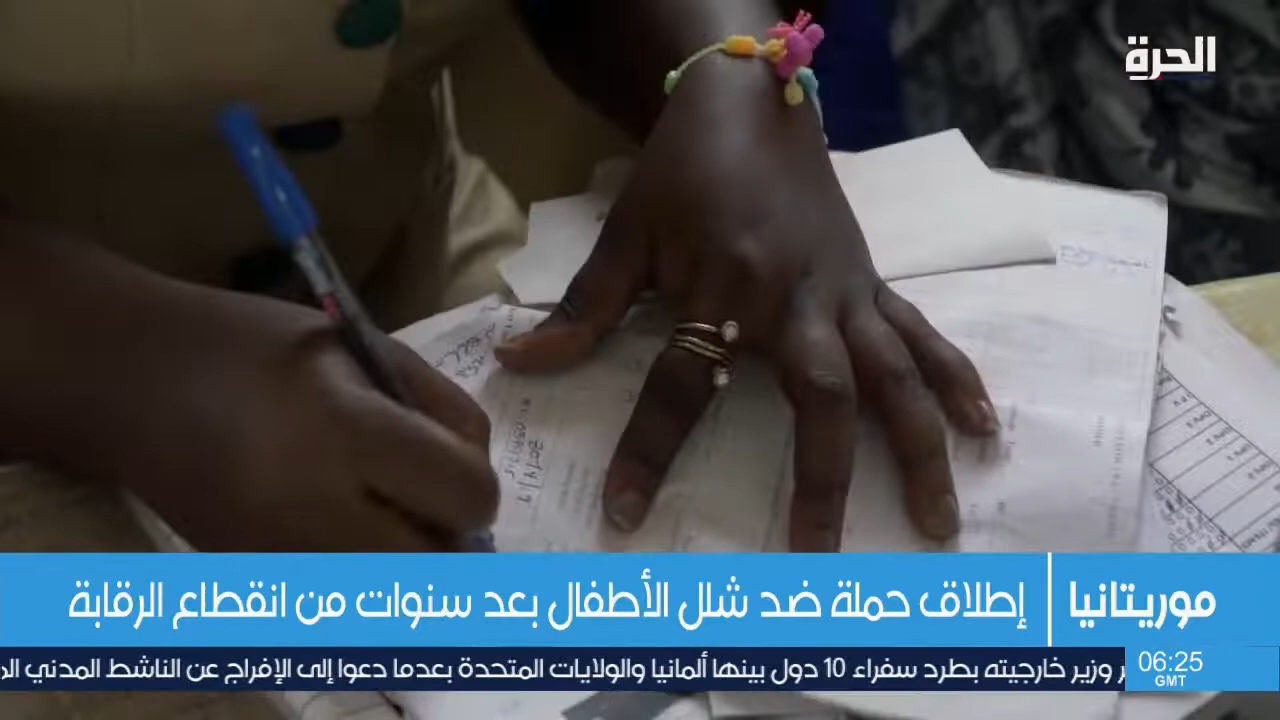 الحرة
موريتانيا
إطلاق حملة ضد شلل الأطفال بعد سنوات من انقطاع الرقابة
وزير خارجيته بطرد سفراء 10 دول بينها ألمانيا والولايات المتحدة بعدما دعوا إلى الإفراج عن الناشط المدني
06:25
GMT